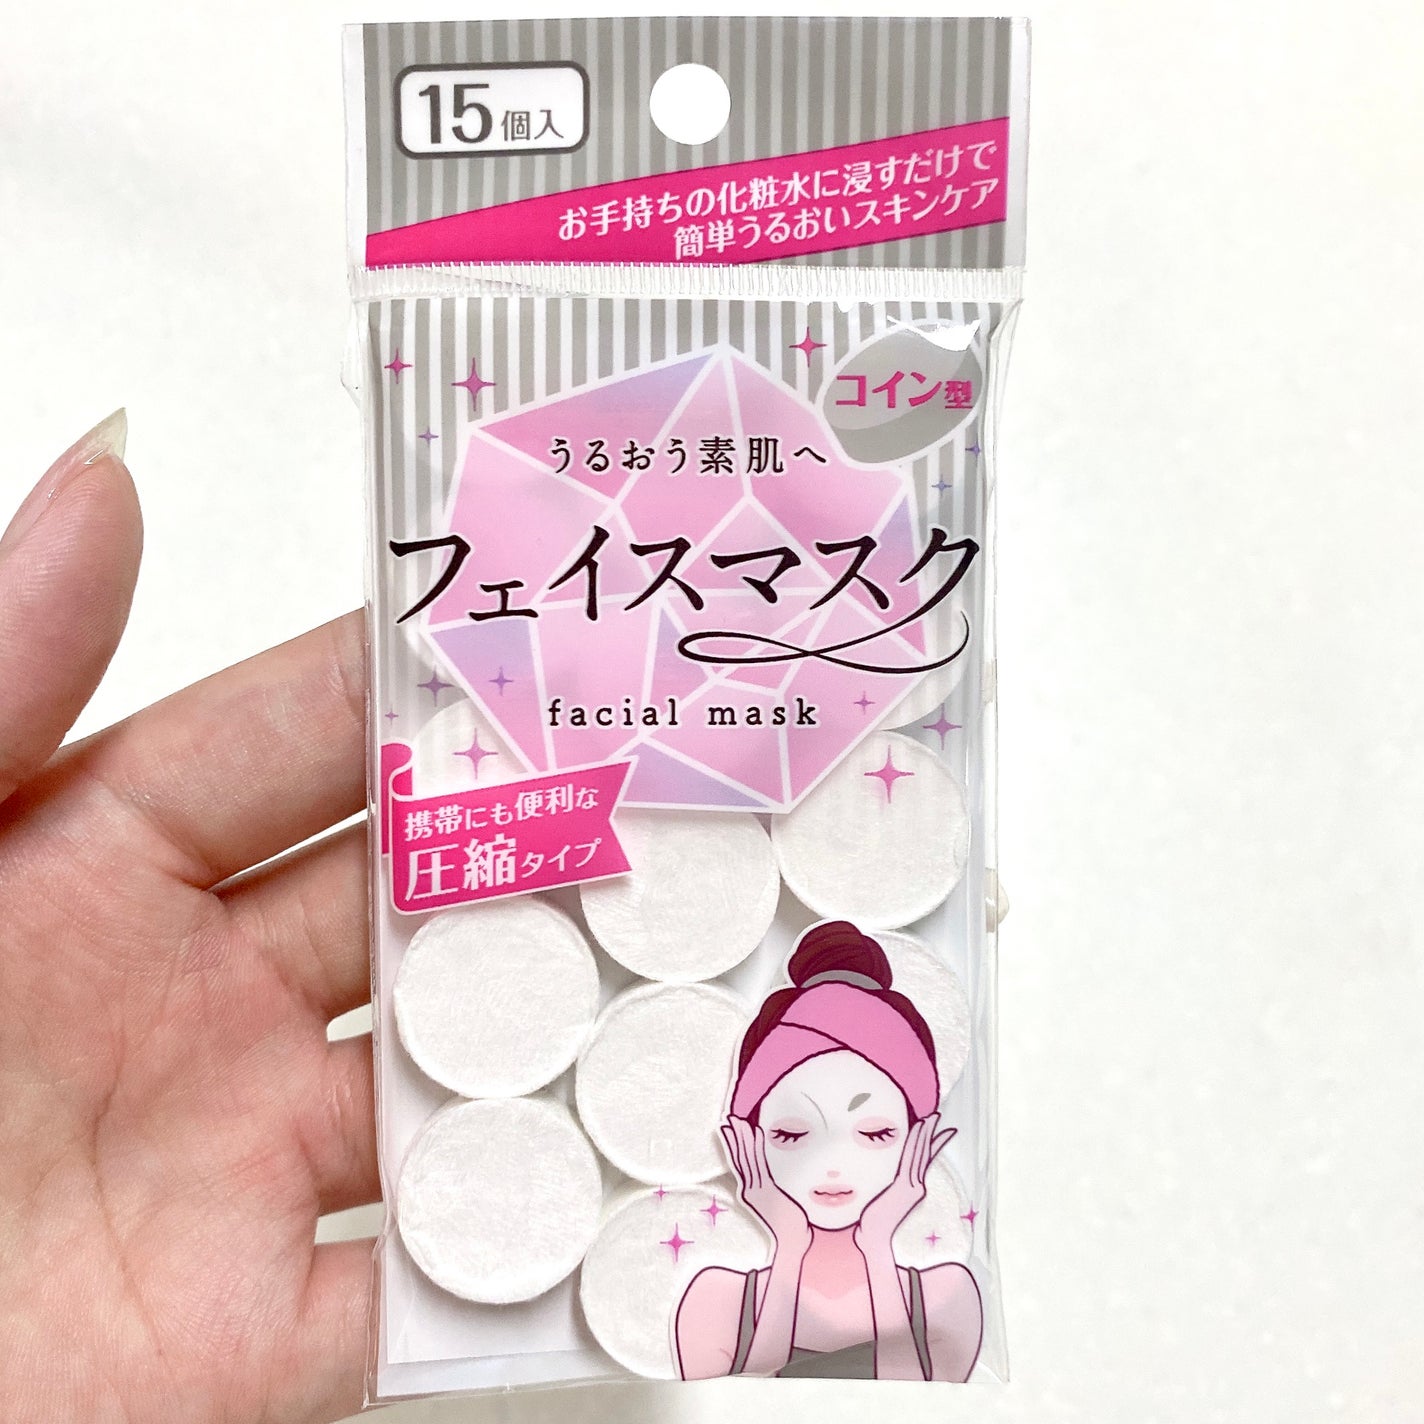 15個入
お手持ちの化粧水に浸すだけで
簡単うるおいスキンケア
コイン型
うるおう素肌へ
フェイスマスク
facial mask
携帯にも便利な
圧縮タイプ